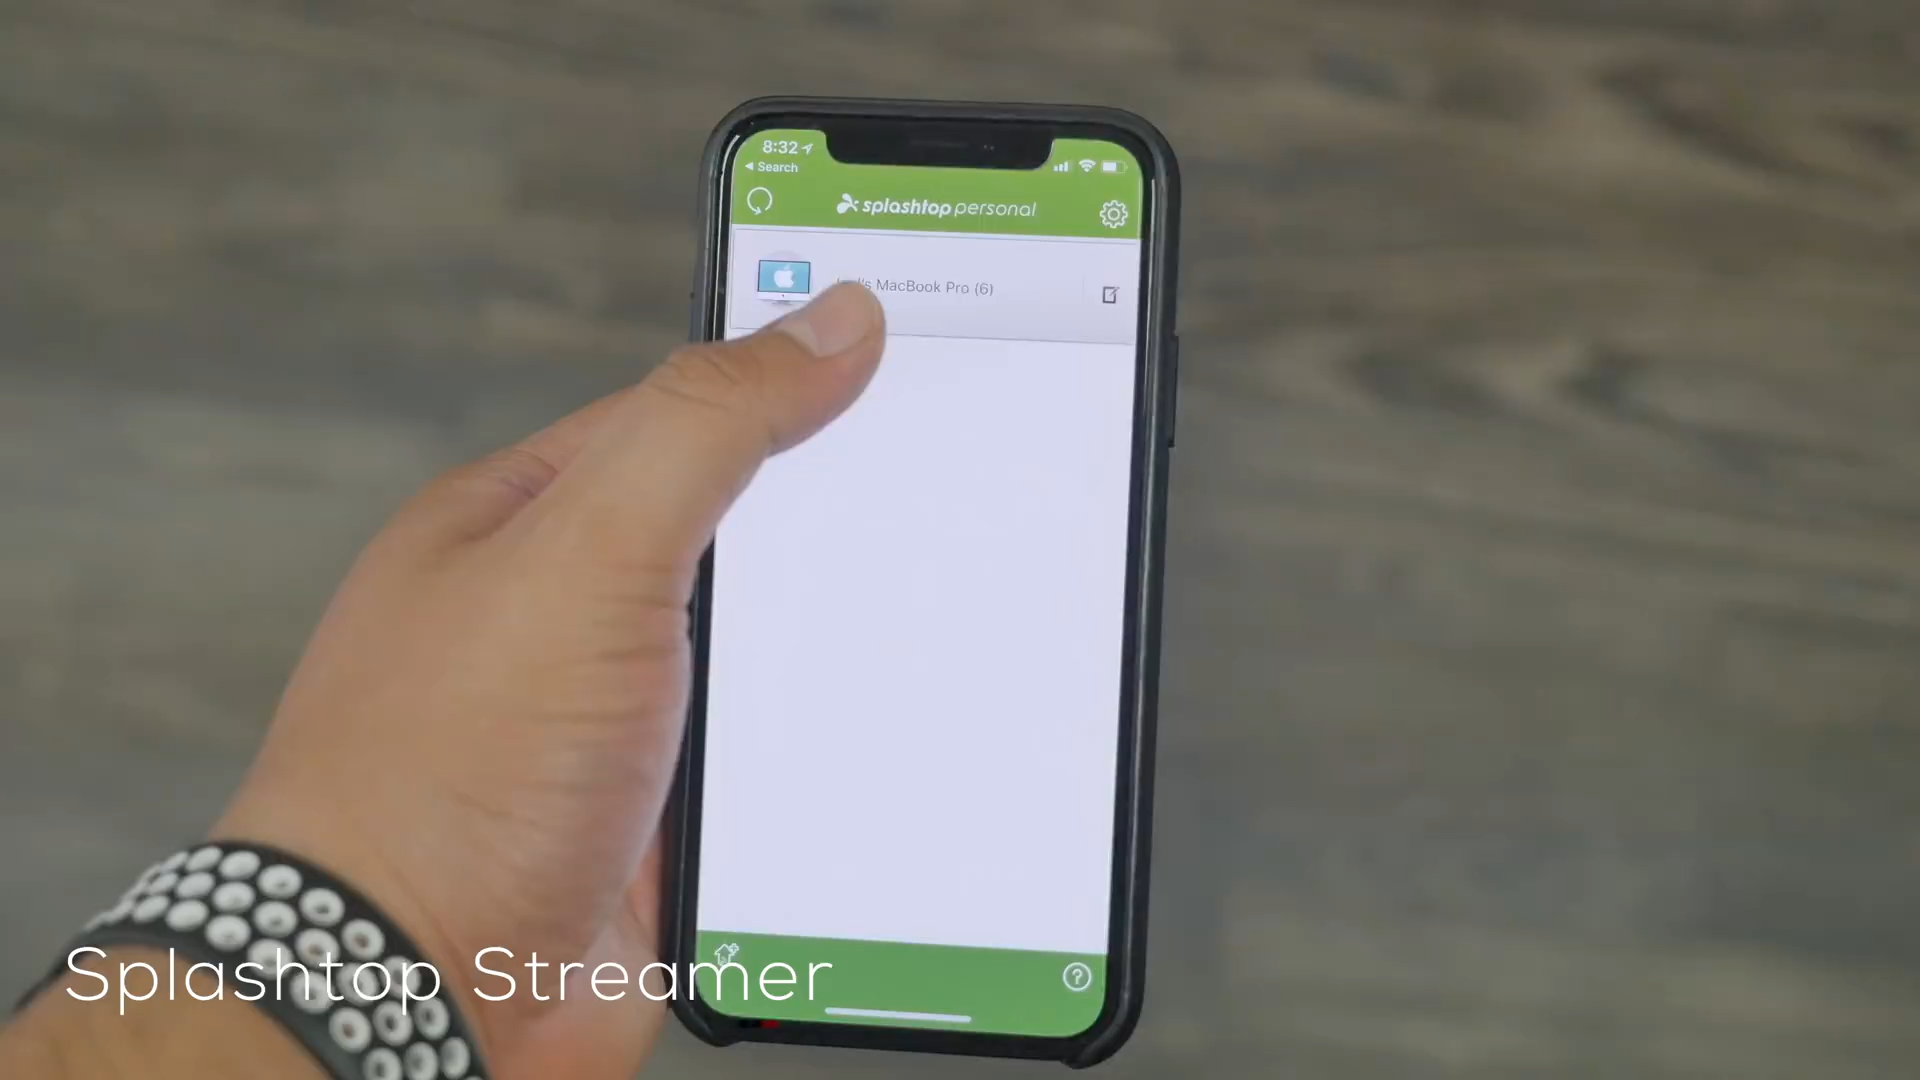 8:32
Search
splashtop personal
MacBook Pro (6)
Splashtop Streamer